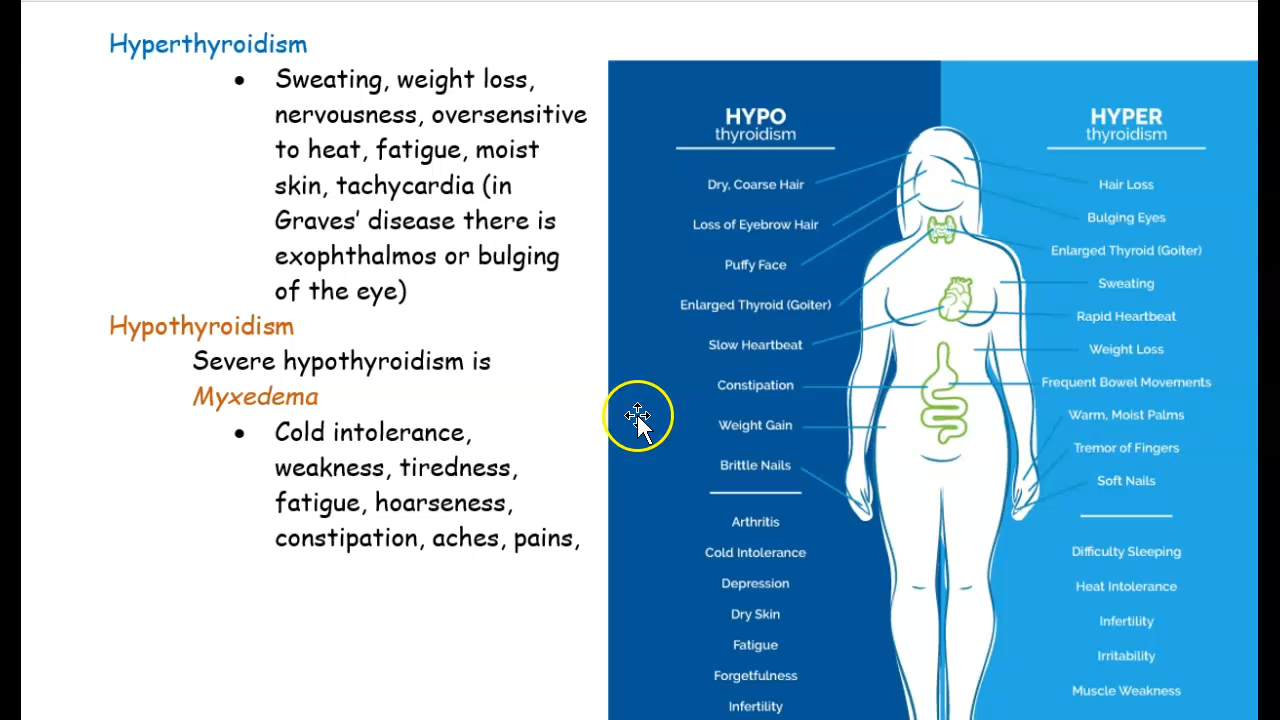 Hyperthyroidism
• Sweating, weight loss,
nervousness, oversensitive
to heat, fatigue, moist
skin, tachycardia (in
Graves' disease there is
exophthalmos or bulging
of the eye)
Hypothyroidism
Severe hypothyroidism is
Myxedema
• Cold intolerance,
weakness, tiredness,
fatigue, hoarseness,
constipation, aches, pains,
HYPO
thyroidism
Dry, Coarse Hair
Loss of Eyebrow Hair
Puffy Face
Enlarged Thyroid (Goiter)
Slow Heartbeat
Constipation
Weight Gain
Brittle Nails
Arthritis
Cold Intolerance
Depression
Dry Skin
Fatigue
Forgetfulness
Infertility
HYPER
thyroidism
Hair Loss
Bulging Eyes
Enlarged Thyroid (Goiter)
Sweating
Rapid Heartbeat
Weight Loss
Frequent Bowel Movements
Warm, Moist Palms
Tremor of Fingers
Soft Nails
Difficulty Sleeping
Heat Intolerance
Infertility
Irritability
Muscle Weakness